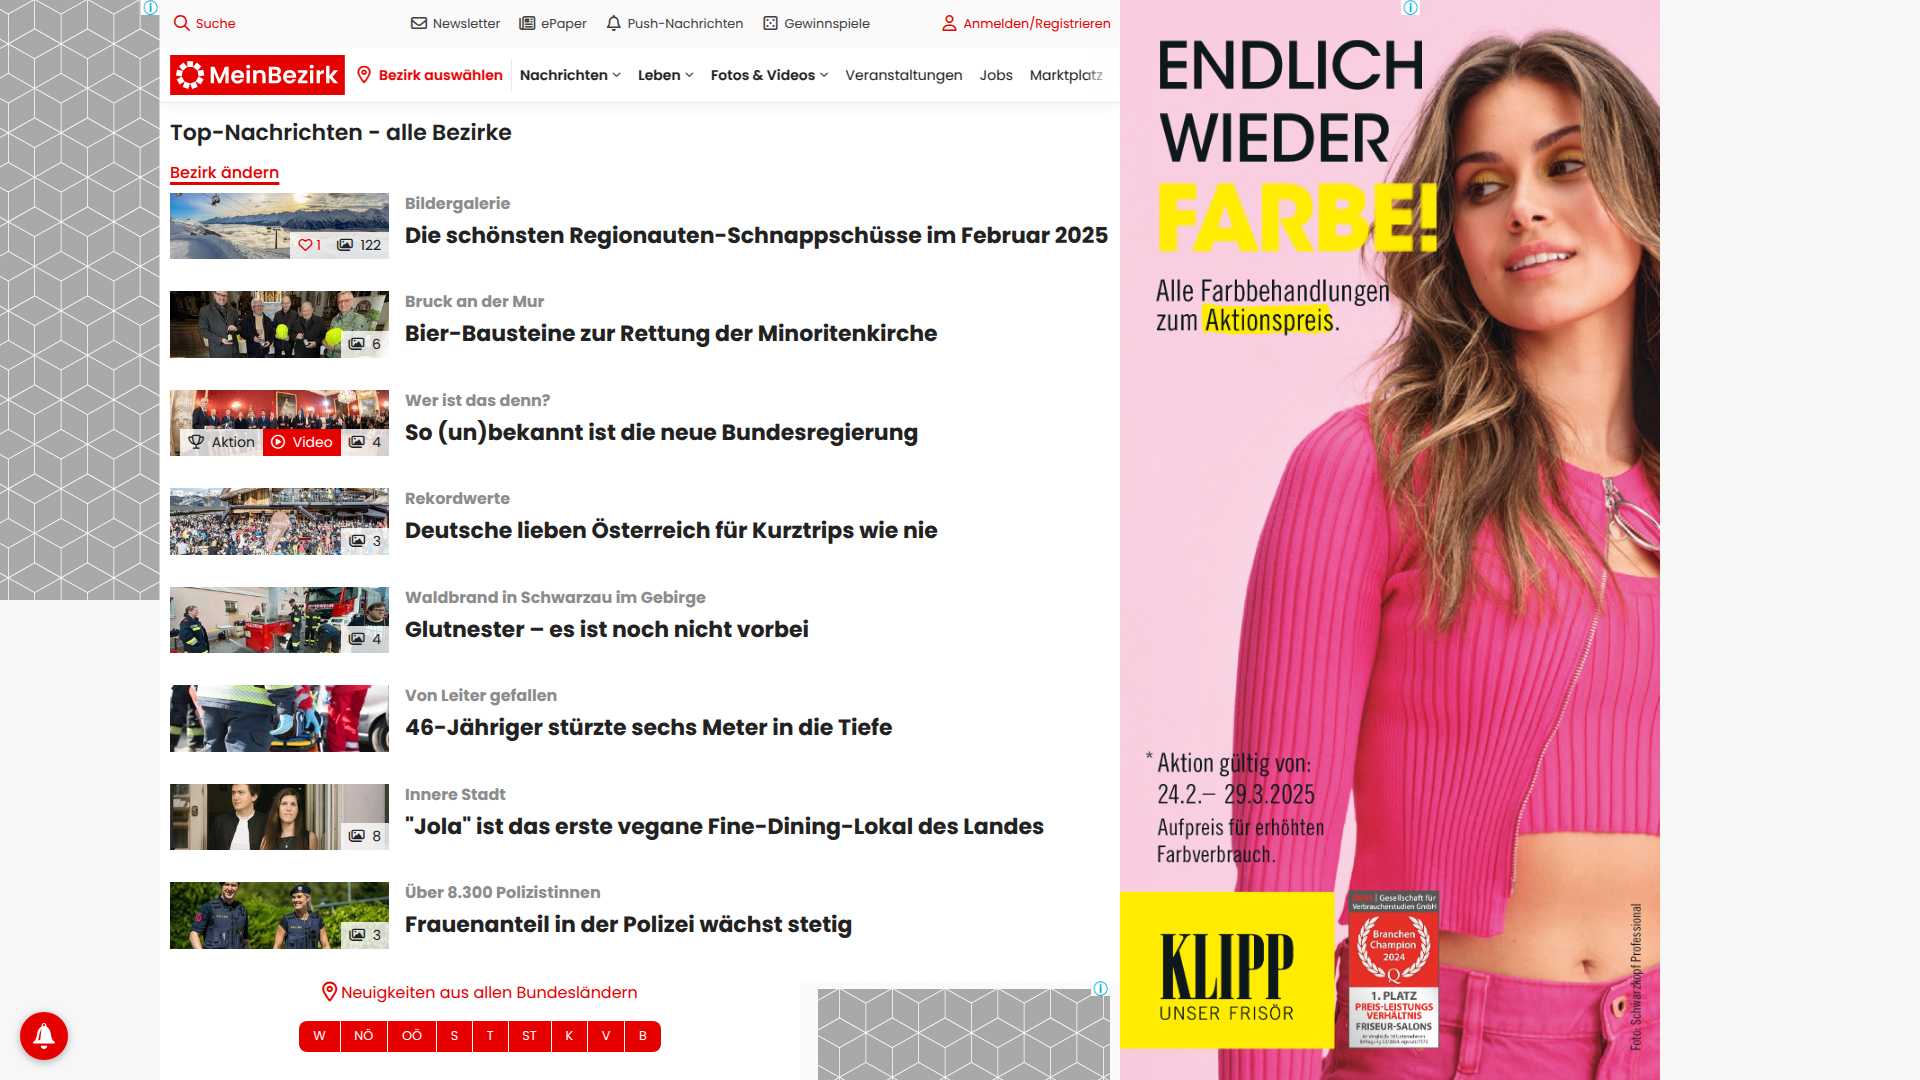 Suche
Newsletter
ePaper
Push-Nachrichten
Gewinnspiele
Anmelden/Registrieren
MeinBezirk
Bezirk auswählen
Nachrichten
Leben
Fotos & Videos
Veranstaltungen
Jobs
Marktplatz
Top-Nachrichten - alle Bezirke
Bezirk ändern
1
122
Bildergalerie
Die schönsten Regionauten-Schnappschüsse im Februar 2025
6
Bruck an der Mur
Bier-Bausteine zur Rettung der Minoritenkirche
Aktion
Video
4
Wer ist das denn?
So (un)bekannt ist die neue Bundesregierung
3
Rekordwerte
Deutsche lieben Österreich für Kurztrips wie nie
4
Waldbrand in Schwarzau im Gebirge
Glutnester – es ist noch nicht vorbei
Von Leiter gefallen
46-Jähriger stürzte sechs Meter in die Tiefe
8
Innere Stadt
"Jola" ist das erste vegane Fine-Dining-Lokal des Landes
3
Über 8.300 Polizistinnen
Frauenanteil in der Polizei wächst stetig
Neuigkeiten aus allen Bundesländern
W
NÖ
OÖ
S
T
ST
K
V
B
ENDLICH
WIEDER
FARBE!
Alle Farbbehandlungen
zum Aktionspreis.
* Aktion gültig von:
24.2.– 29.3.2025
Aufpreis für erhöhten
Farbverbrauch.
KLIPP
UNSER FRISÖR
Gesellschaft für
Verbraucherstudien GmbH
Branchen
Champion
2024
1. PLATZ
PREIS-LEISTUNGS
VERHÄLTNIS
FRISEUR-SALONS
Foto: Schwarzkopf Professional